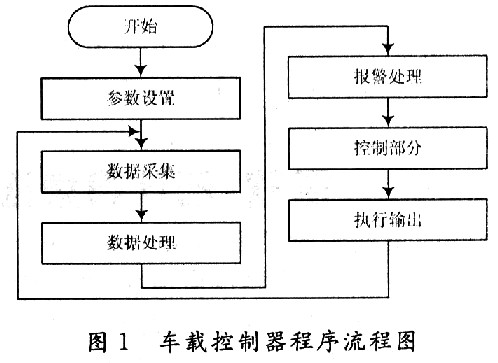 开始
参数设置
数据采集
数据处理
报警处理
控制部分
执行输出
图1 车载控制器程序流程图